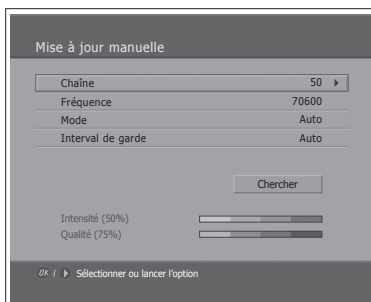 Mise à jour manuelle
Chaîne 50
Fréquence 70600
Mode Auto
Interval de garde Auto
Chercher
Intensité (50%)
Qualité (75%)
OK / Sélectionner ou lancer l'option